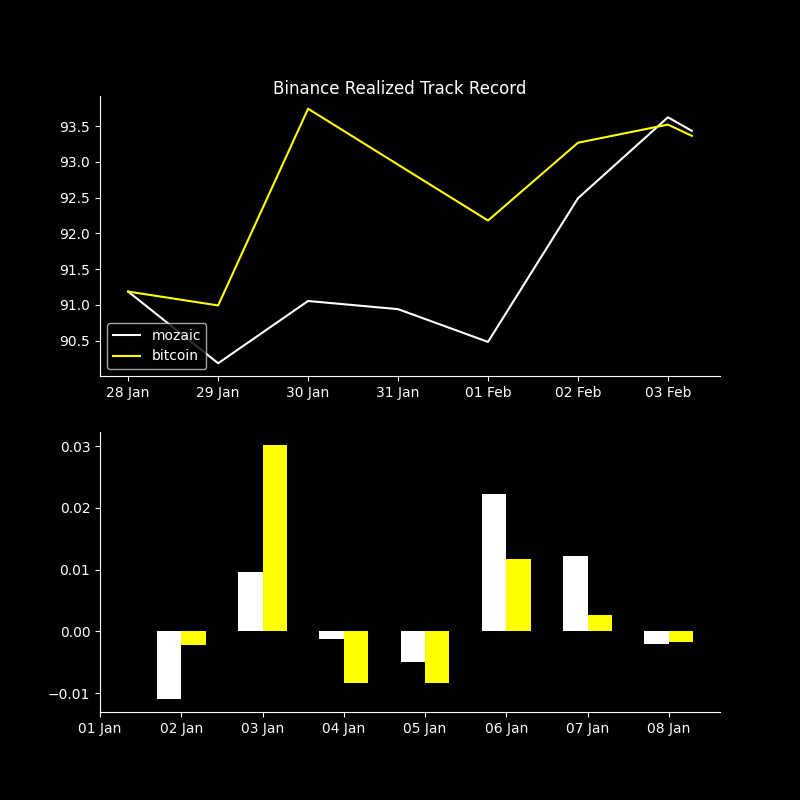 Binance Realized Track Record
93.5
93.0
92.5
92.0
91.5
91.0
90.5
mozaic
bitcoin
28 Jan 29 Jan 30 Jan 31 Jan 01 Feb 02 Feb 03 Feb
0.03
0.02
0.01
0.00
−0.01
01 Jan 02 Jan 03 Jan 04 Jan 05 Jan 06 Jan 07 Jan 08 Jan